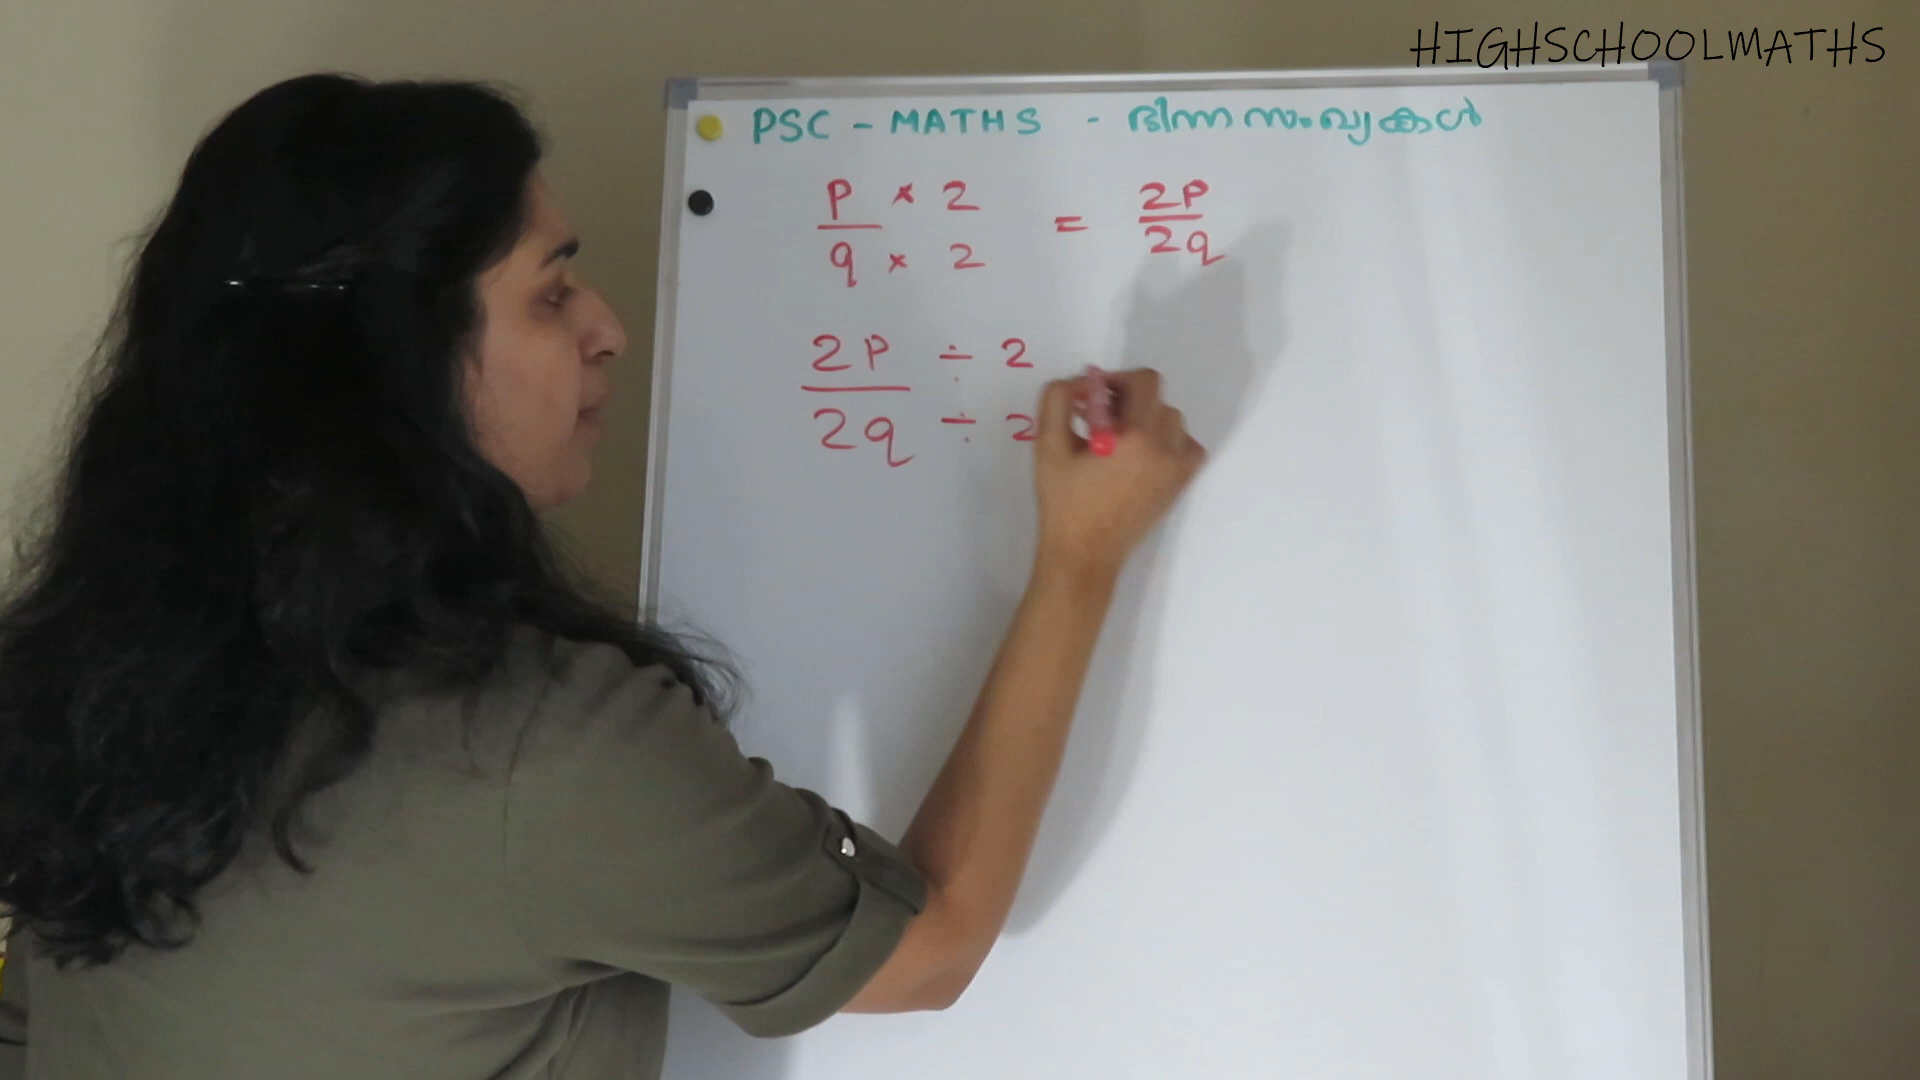 HIGHSCHOOLMATHS
PSC - MATHS - ഭിന്നസംഖ്യകൾ
P × 2
q × 2
= 2P
2q
2P ÷ 2
2q ÷ 2